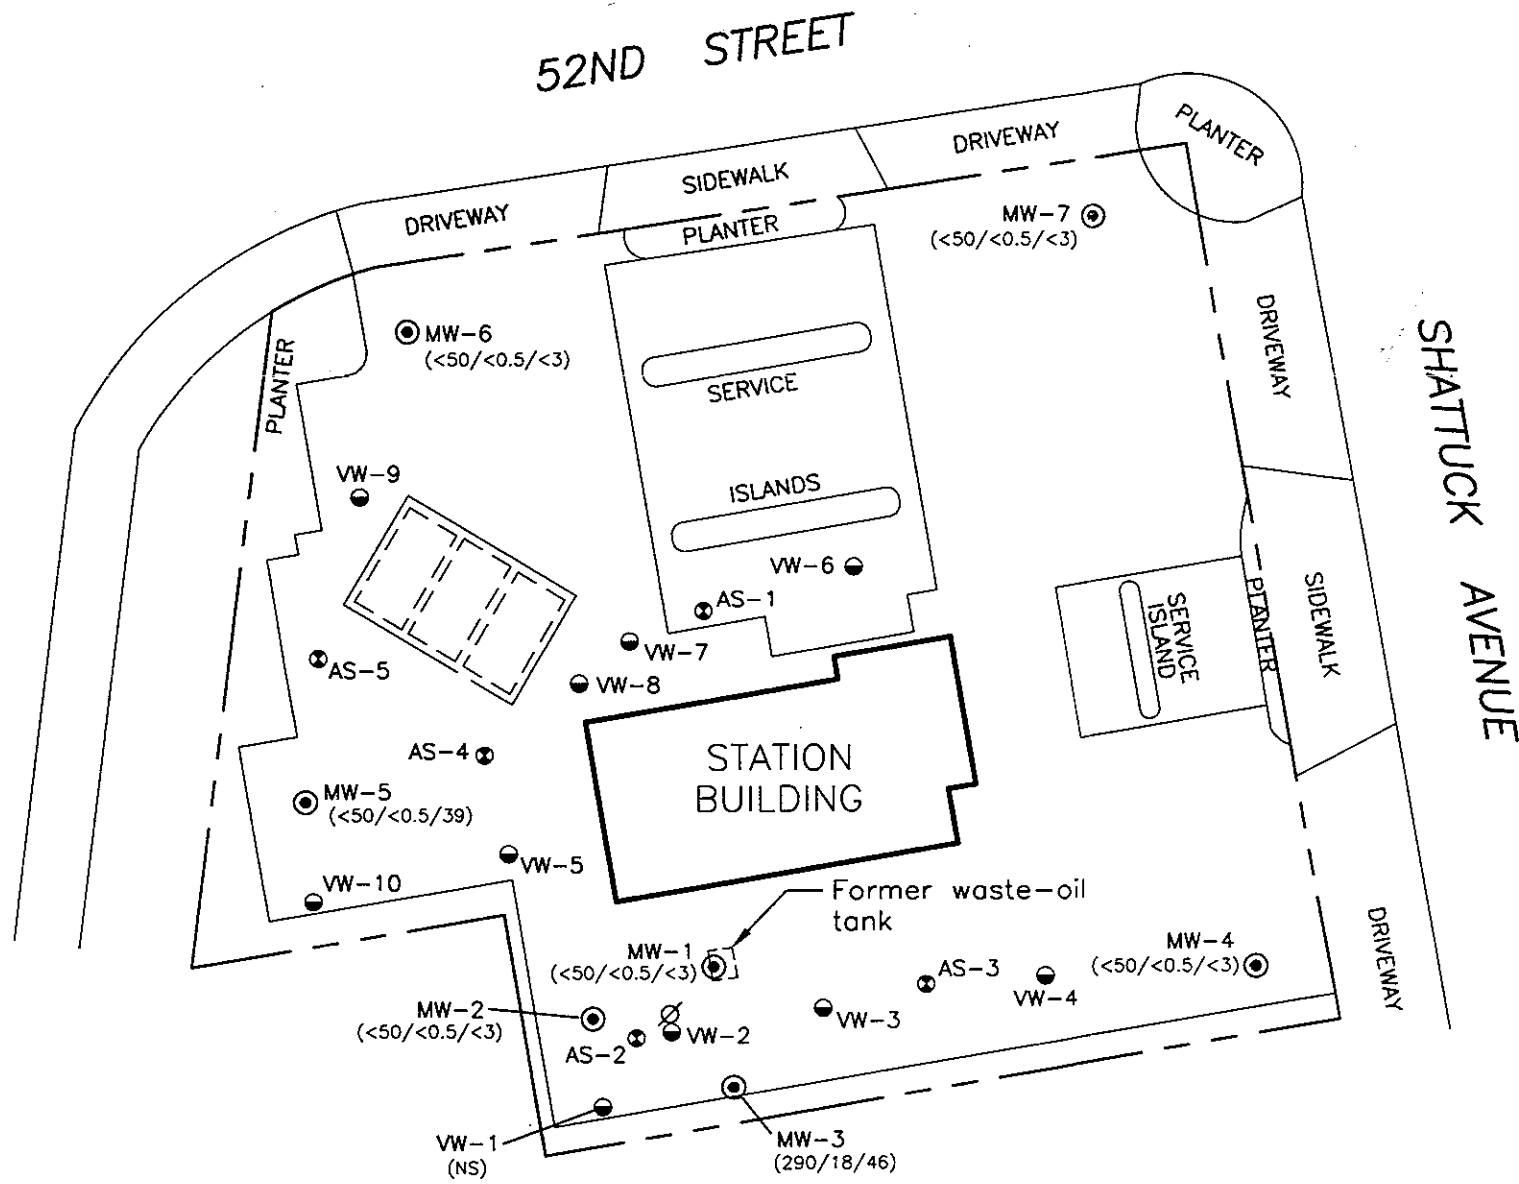 52ND STREET
PLANTER
DRIVEWAY
SIDEWALK
DRIVEWAY
PLANTER
MW-7
(<50/<0.5/<3)
MW-6
(<50/<0.5/<3)
PLANTER
SERVICE
ISLANDS
DRIVEWAY
SHATTUCK AVENUE
VW-9
VW-6
AS-1
VW-7
VW-8
AS-5
SERVICE
ISLAND
PLANTER
SIDEWALK
AS-4
STATION
BUILDING
MW-5
(<50/<0.5/39)
VW-5
VW-10
Former waste-oil
tank
MW-1
(<50/<0.5/<3)
MW-4
(<50/<0.5/<3)
AS-3
VW-4
DRIVEWAY
MW-2
(<50/<0.5/<3)
VW-3
VW-2
AS-2
VW-1
(NS)
MW-3
(290/18/46)